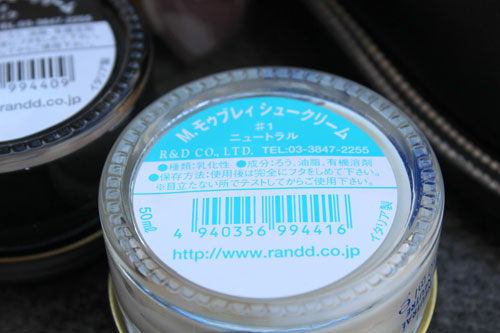 M.モゥブレィ シュークリーム
#1
ニュートラル
R&D CO., LTD. TEL:03-3847-2255
●種類:乳化性 ●成分:ろう、油脂、有機溶剤
●保存方法:使用後は完全にフタをしめて下さい。
※目立たない所でテストしてからご使用下さい。
50ml
4 940356 994416
イタリア製
http://www.randd.co.jp
03-3847-2255
994409
イタリア製
w.randd.co.jp